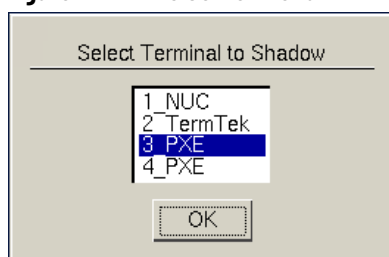 Select Terminal to Shadow
1_NUC
2_TermTek
3_PXE
4_PXE
OK